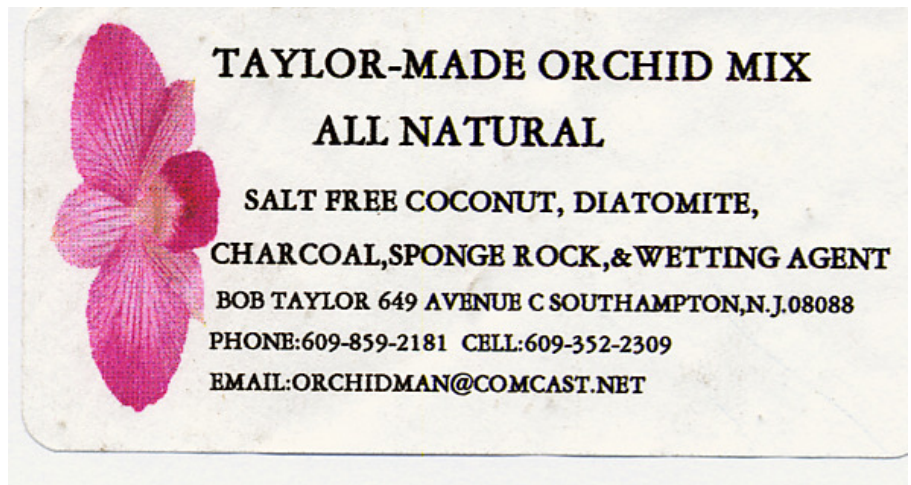 TAYLOR-MADE ORCHID MIX
ALL NATURAL
SALT FREE COCONUT, DIATOMITE,
CHARCOAL,SPONGE ROCK,&WETTING AGENT
BOB TAYLOR 649 AVENUE C SOUTHAMPTON,N.J.08088
PHONE:609-859-2181 CELL:609-352-2309
EMAIL:ORCHIDMAN@COMCAST.NET